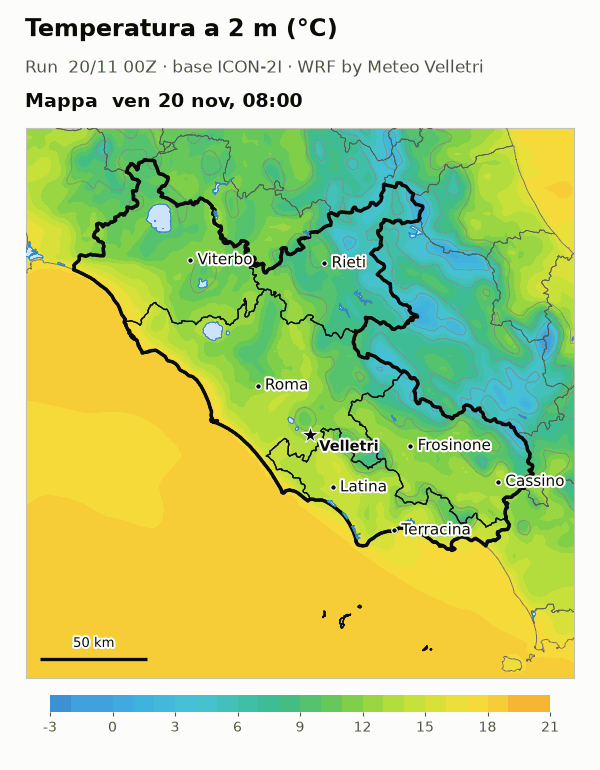 Temperatura a 2 m (°C)
Run  20/11 00Z · base ICON-2I · WRF by Meteo Velletri
Mappa  ven 20 nov, 08:00
Viterbo
Rieti
Roma
Velletri
Frosinone
Cassino
Latina
Terracina
50 km
-3 0 3 6 9 12 15 18 21